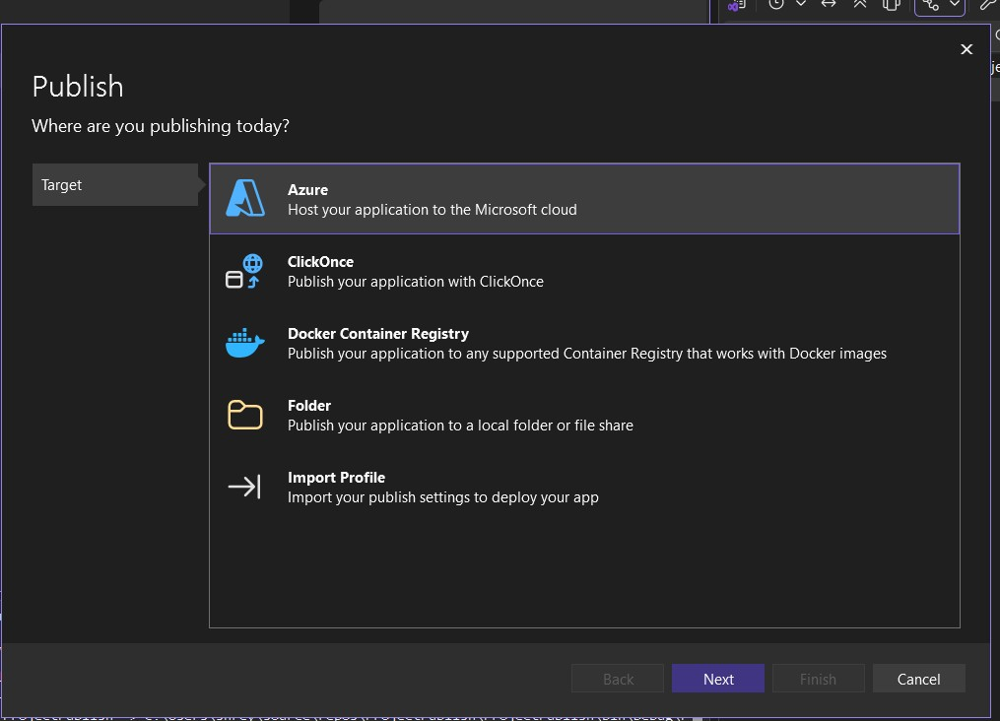 Publish
Where are you publishing today?
Target
Azure
Host your application to the Microsoft cloud
ClickOnce
Publish your application with ClickOnce
Docker Container Registry
Publish your application to any supported Container Registry that works with Docker images
Folder
Publish your application to a local folder or file share
Import Profile
Import your publish settings to deploy your app
Back
Next
Finish
Cancel